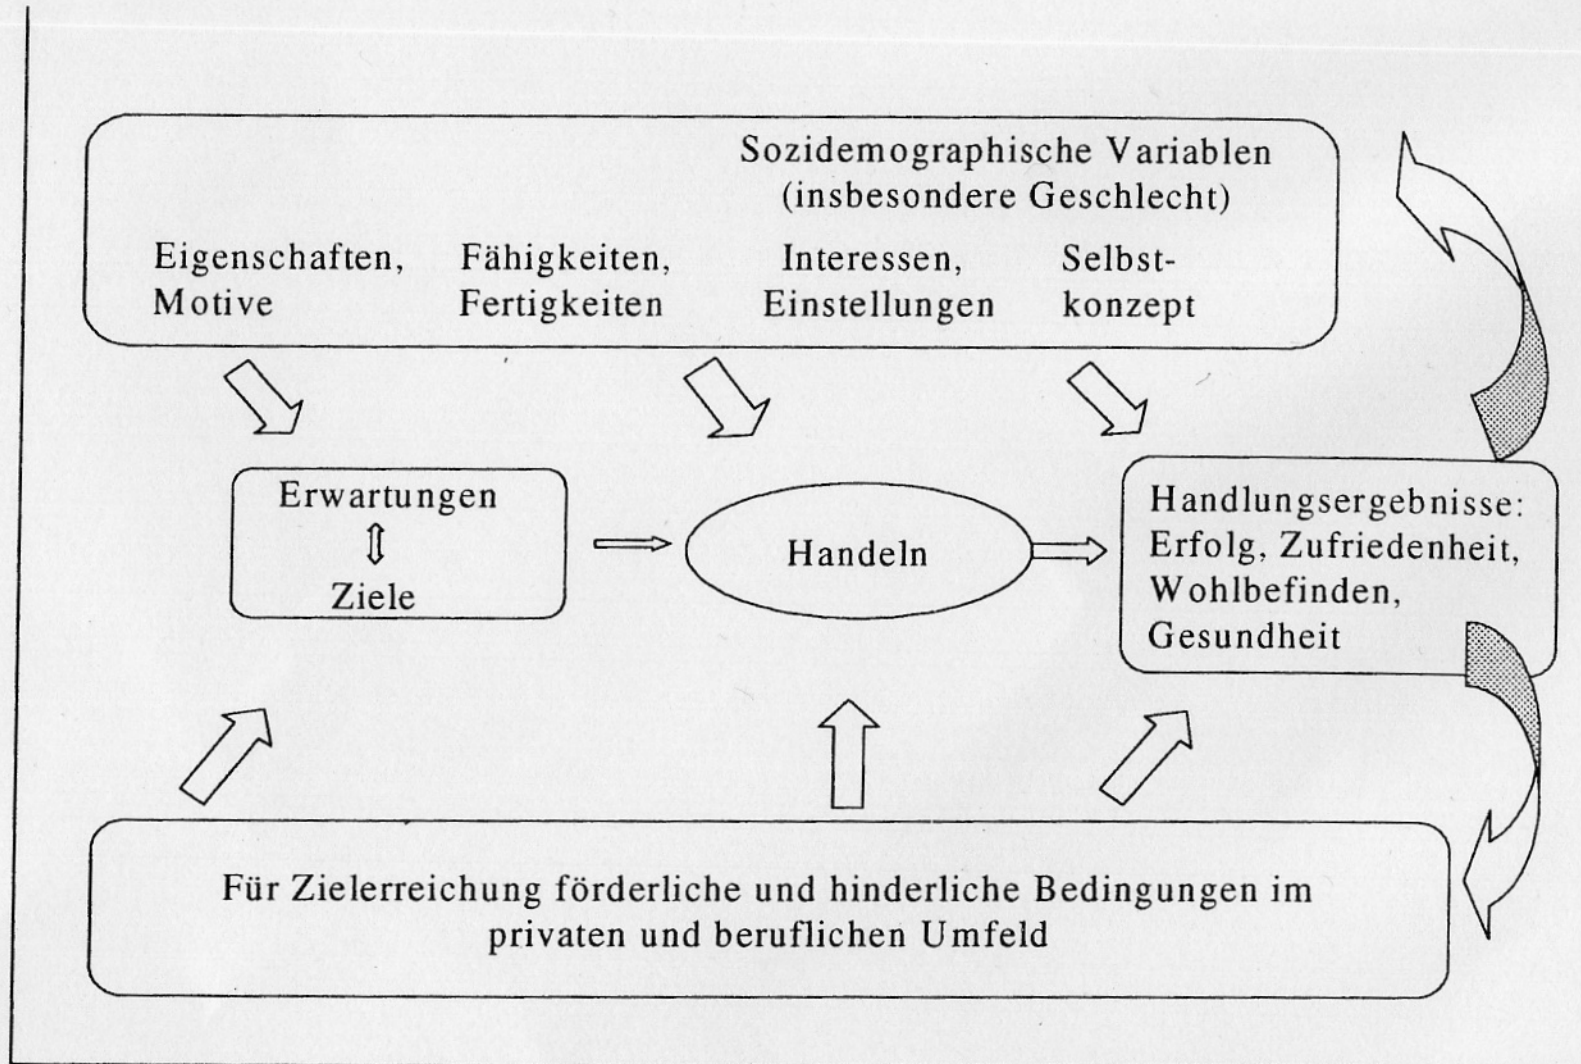 Sozidemographische Variablen
(insbesondere Geschlecht)
Eigenschaften,
Motive
Fähigkeiten,
Fertigkeiten
Interessen,
Einstellungen
Selbst-
konzept
Erwartungen
⇕
Ziele
Handeln
Handlungsergebnisse:
Erfolg, Zufriedenheit,
Wohlbefinden,
Gesundheit
Für Zielerreichung förderliche und hinderliche Bedingungen im
privaten und beruflichen Umfeld